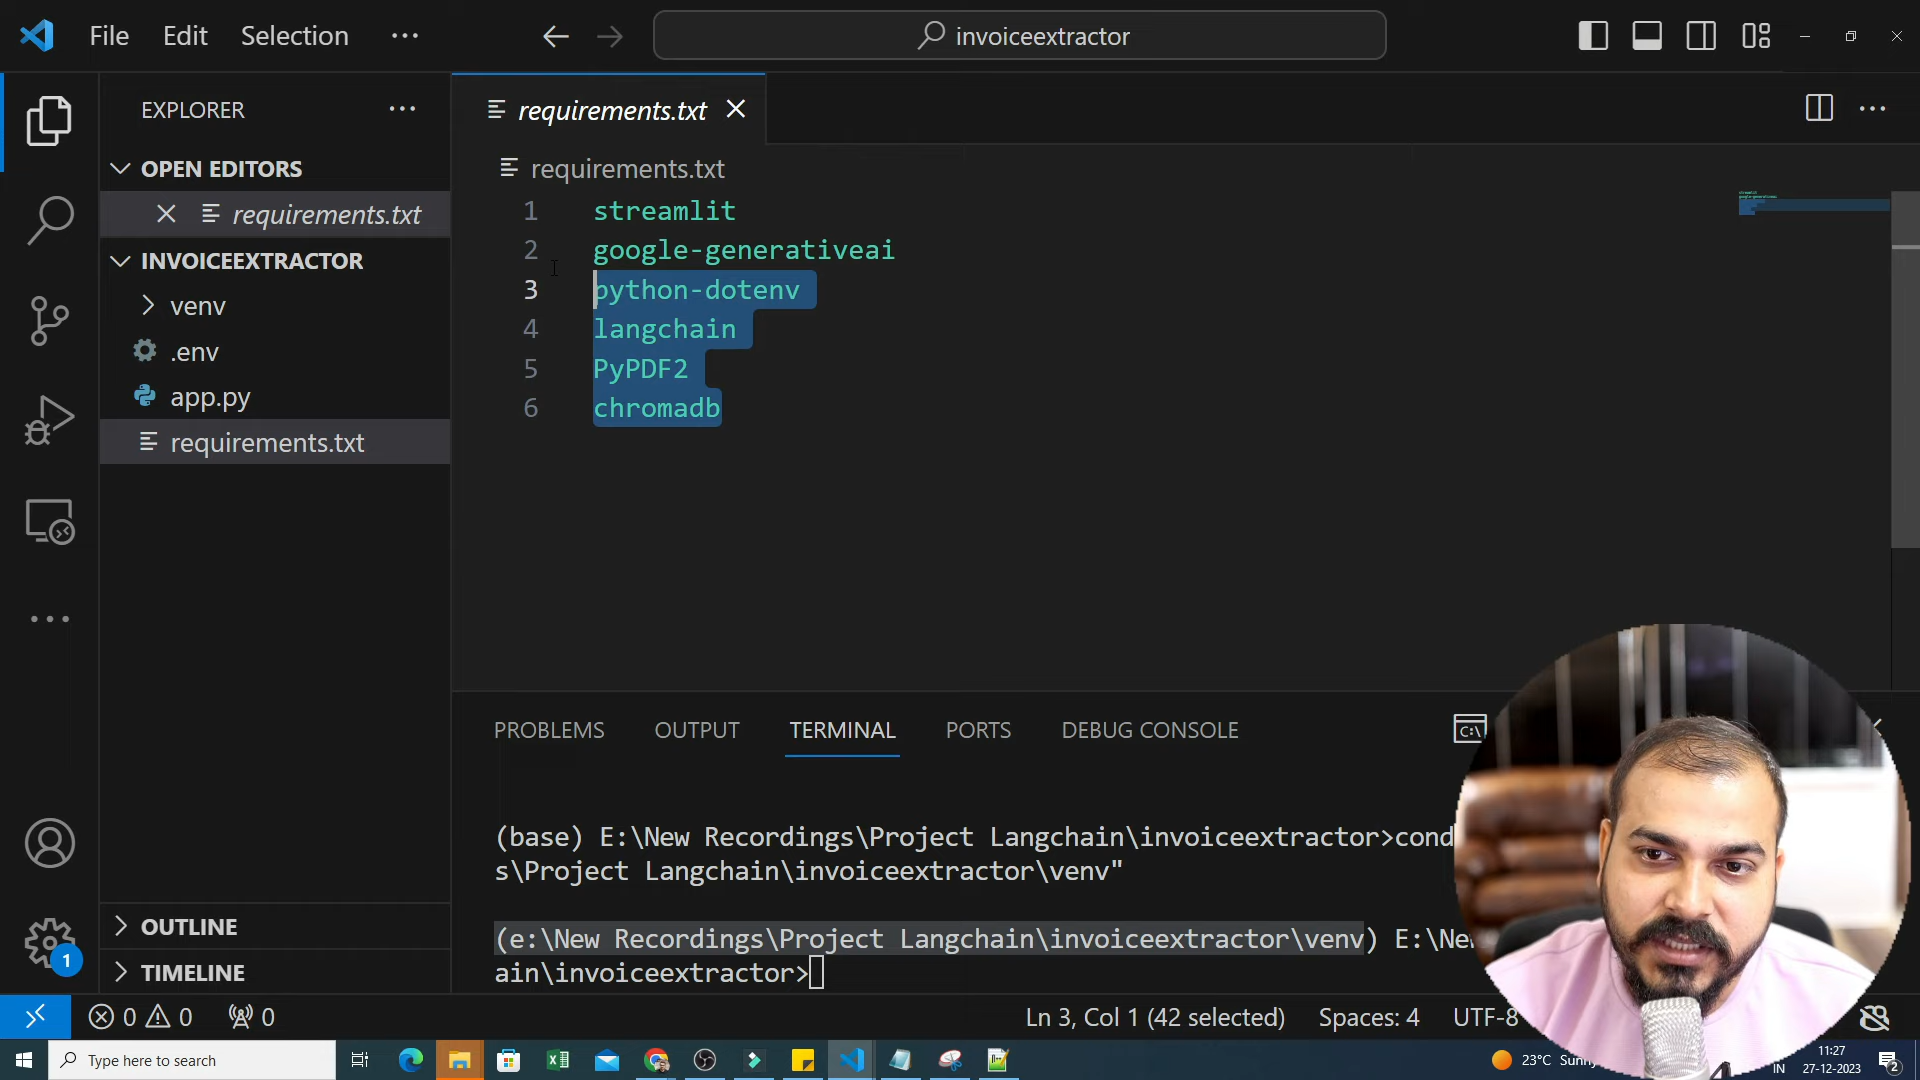 File Edit Selection ··· invoiceextractor
EXPLORER ···
OPEN EDITORS
requirements.txt
INVOICEEXTRACTOR
venv
.env
app.py
requirements.txt
OUTLINE
TIMELINE
requirements.txt
requirements.txt
1 streamlit
2 google-generativeai
3 python-dotenv
4 langchain
5 PyPDF2
6 chromadb
PROBLEMS OUTPUT TERMINAL PORTS DEBUG CONSOLE
(base) E:\New Recordings\Project Langchain\invoiceextractor>cond
s\Project Langchain\invoiceextractor\venv"
(e:\New Recordings\Project Langchain\invoiceextractor\venv) E:\Ne
ain\invoiceextractor>
1
0 0 0 Ln 3, Col 1 (42 selected) Spaces: 4 UTF-8
Type here to search 23°C IN 11:27
27-12-2023 2